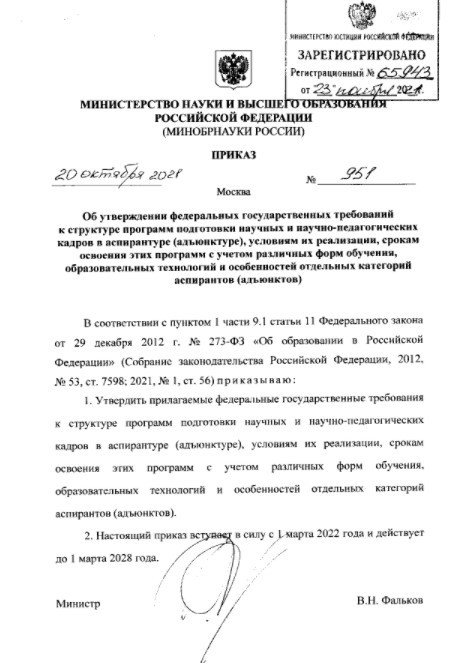 МИНИСТЕРСТВО ЮСТИЦИИ РОССИЙСКОЙ ФЕДЕРАЦИИ
ЗАРЕГИСТРИРОВАНО
Регистрационный № 65943
от "23" ноября 2021.
МИНИСТЕРСТВО НАУКИ И ВЫСШЕГО ОБРАЗОВАНИЯ
РОССИЙСКОЙ ФЕДЕРАЦИИ
(МИНОБРНАУКИ РОССИИ)
ПРИКАЗ
20 октября 2021 № 951
Москва
Об утверждении федеральных государственных требований
к структуре программ подготовки научных и научно-педагогических
кадров в аспирантуре (адъюнктуре), условиям их реализации, срокам
освоения этих программ с учетом различных форм обучения,
образовательных технологий и особенностей отдельных категорий
аспирантов (адъюнктов)
В соответствии с пунктом 1 части 9.1 статьи 11 Федерального закона
от 29 декабря 2012 г. № 273-ФЗ «Об образовании в Российской
Федерации» (Собрание законодательства Российской Федерации, 2012,
№ 53, ст. 7598; 2021, № 1, ст. 56) приказываю:
1. Утвердить прилагаемые федеральные государственные требования
к структуре программ подготовки научных и научно-педагогических
кадров в аспирантуре (адъюнктуре), условиям их реализации, срокам
освоения этих программ с учетом различных форм обучения,
образовательных технологий и особенностей отдельных категорий
аспирантов (адъюнктов).
2. Настоящий приказ вступает в силу с 1 марта 2022 года и действует
до 1 марта 2028 года.
Министр В.Н. Фальков